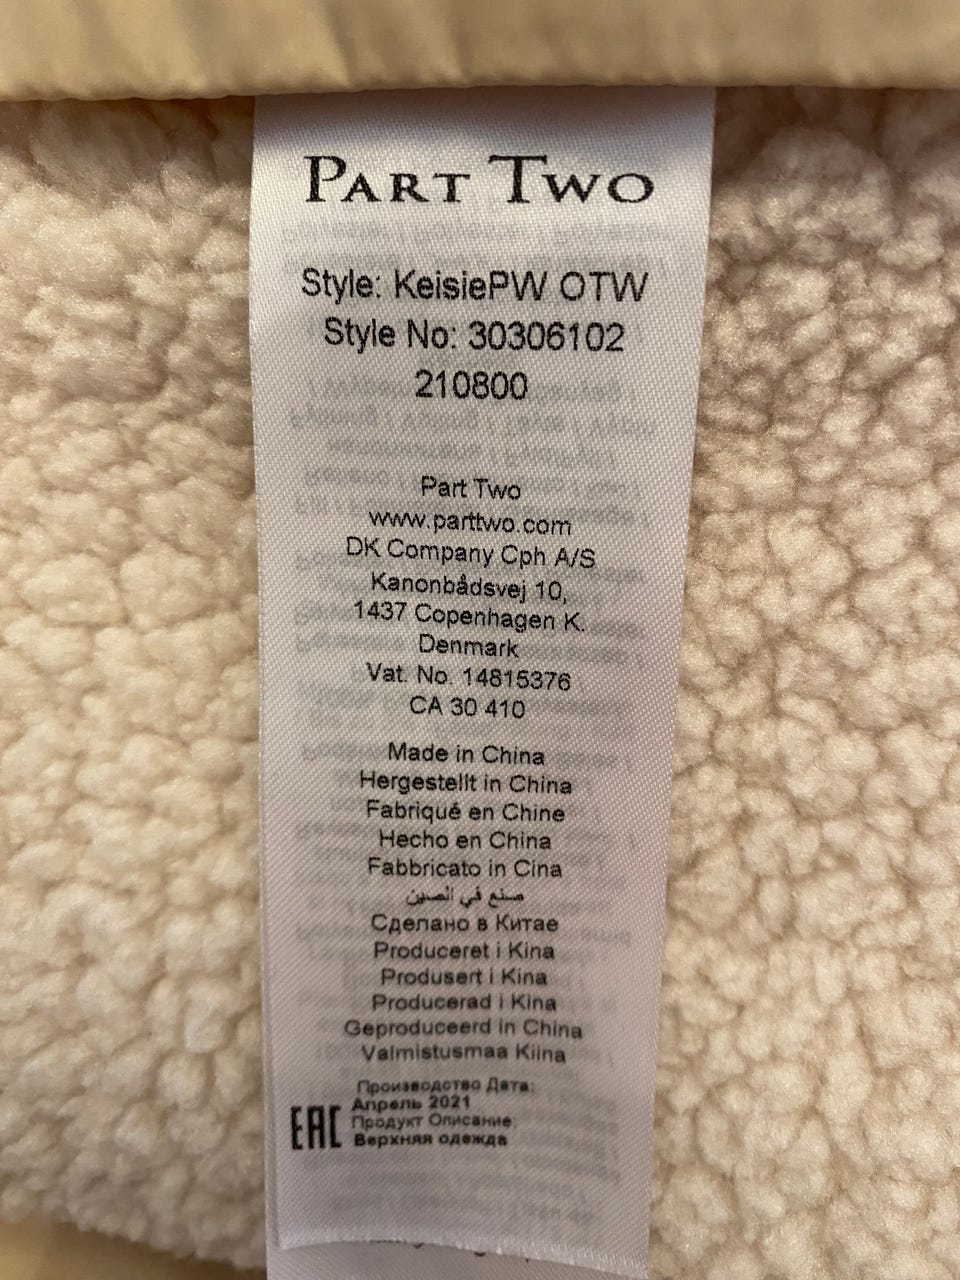 PART TWO
Style: KeisiePW OTW
Style No: 30306102
210800
Part Two
www.parttwo.com
DK Company Cph A/S
Kanonbådsvej 10,
1437 Copenhagen K.
Denmark
Vat. No. 14815376
CA 30 410
Made in China
Hergestellt in China
Fabriqué en Chine
Hecho en China
Fabbricato in Cina
صنع في الصين
Сделано в Китае
Produceret i Kina
Produsert i Kina
Producerad i Kina
Geproduceerd in China
Valmistusmaa Kiina
Производство Дата:
Апрель 2021
EAC Продукт Описание:
Верхняя одежда